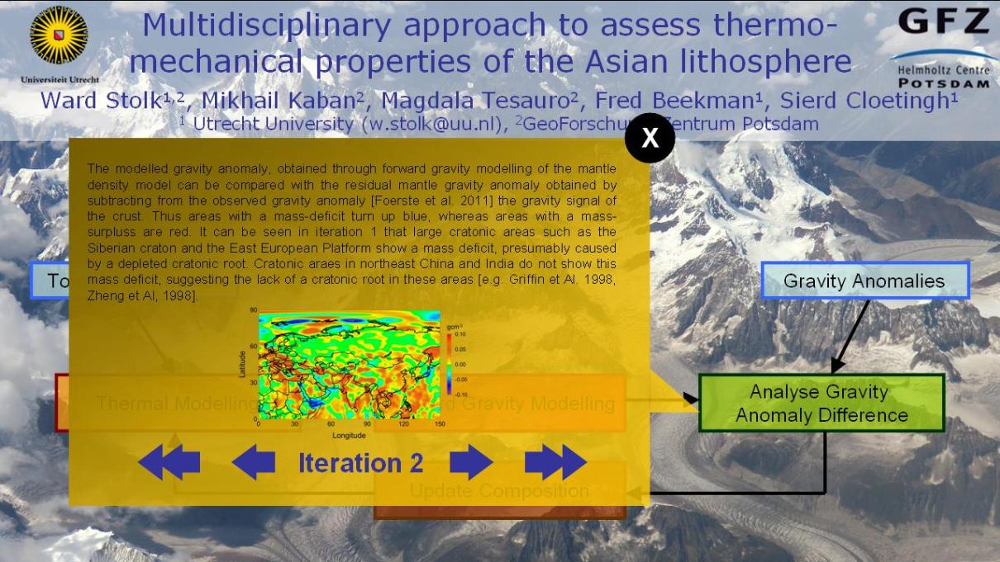 Multidisciplinary approach to assess thermo-
mechanical properties of the Asian lithosphere
Universiteit Utrecht
GFZ
Helmholtz Centre
POTSDAM
Ward Stolk¹,², Mikhail Kaban², Magdala Tesauro², Fred Beekman¹, Sierd Cloetingh¹
¹ Utrecht University (w.stolk@uu.nl), ²GeoForschu Zentrum Potsdam
X
The modelled gravity anomaly, obtained through forward gravity modelling of the mantle
density model can be compared with the residual mantle gravity anomaly obtained by
subtracting from the observed gravity anomaly [Foerste et al. 2011] the gravity signal of
the crust. Thus areas with a mass-deficit turn up blue, whereas areas with a mass-
surpluss are red. It can be seen in iteration 1 that large cratonic areas such as the
Siberian craton and the East European Platform show a mass deficit, presumably caused
by a depleted cratonic root. Cratonic araes in northeast China and India do not show this
mass deficit, suggesting the lack of a cratonic root in these areas [e.g. Griffin et Al. 1998,
Zheng et Al, 1998].
To
Gravity Anomalies
90
60
30
0
Latitude
0 30 60 90 120 150
Longitude
gcm⁻³
0.10
0.05
0.00
-0.05
-0.10
Thermal Modelling
d Gravity Modelling
Analyse Gravity
Anomaly Difference
Iteration 2
Update Composition